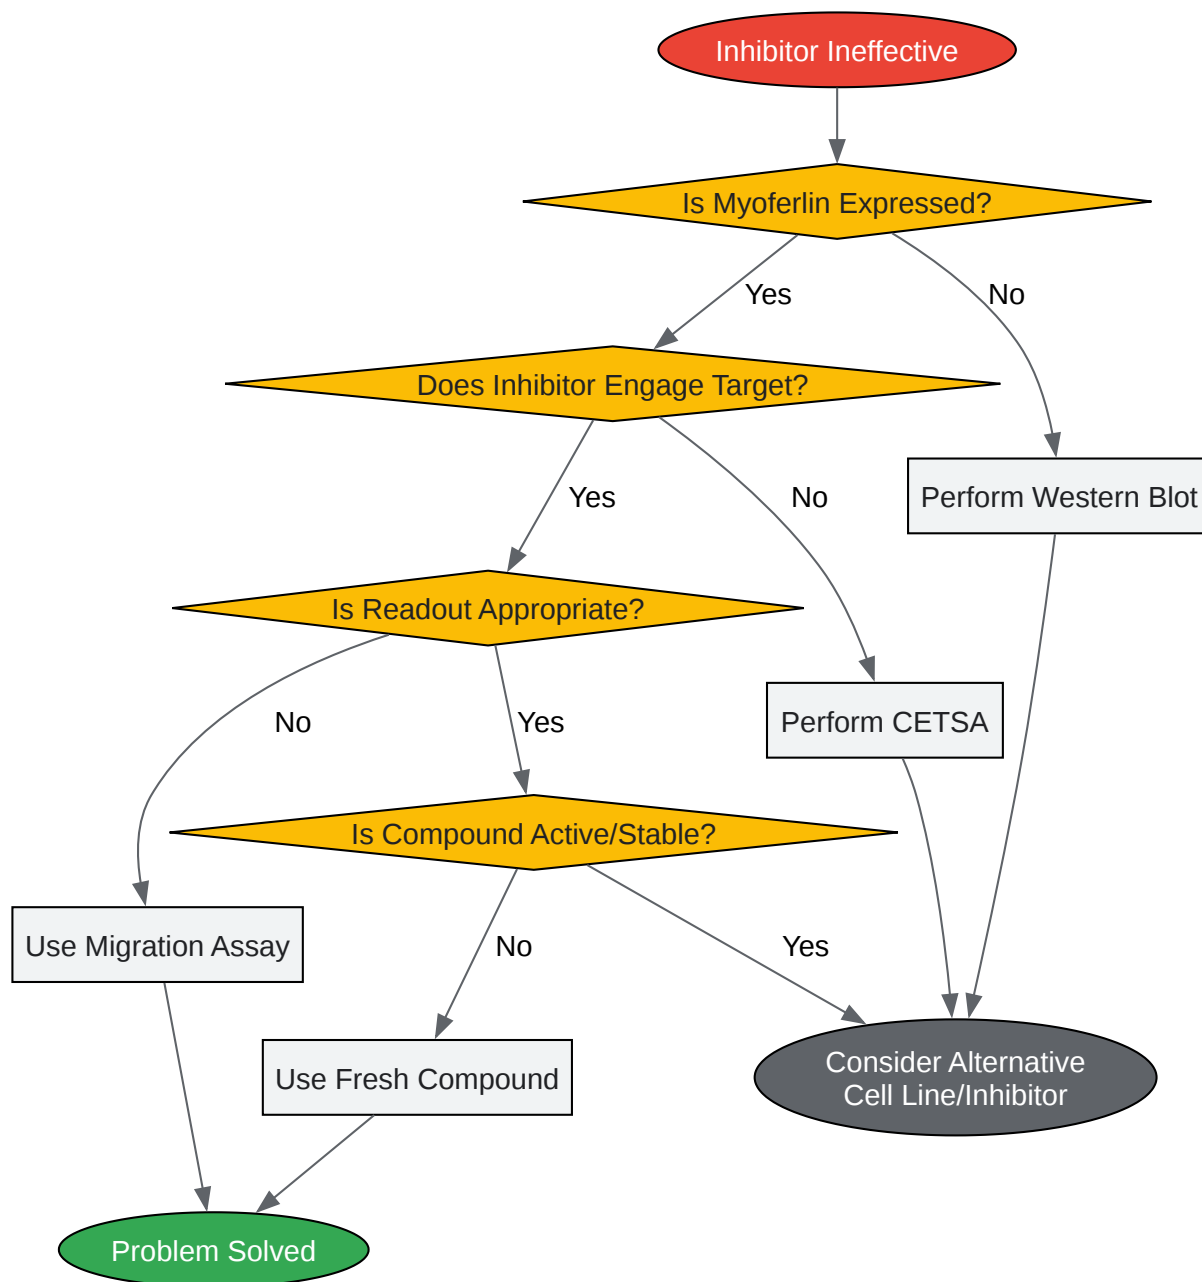 Inhibitor Ineffective
Is Myoferlin Expressed?
Yes
No
Does Inhibitor Engage Target?
Yes
No
Perform Western Blot
Is Readout Appropriate?
No
Yes
Perform CETSA
Is Compound Active/Stable?
Use Migration Assay
No
Yes
Use Fresh Compound
Consider Alternative
Cell Line/Inhibitor
Problem Solved